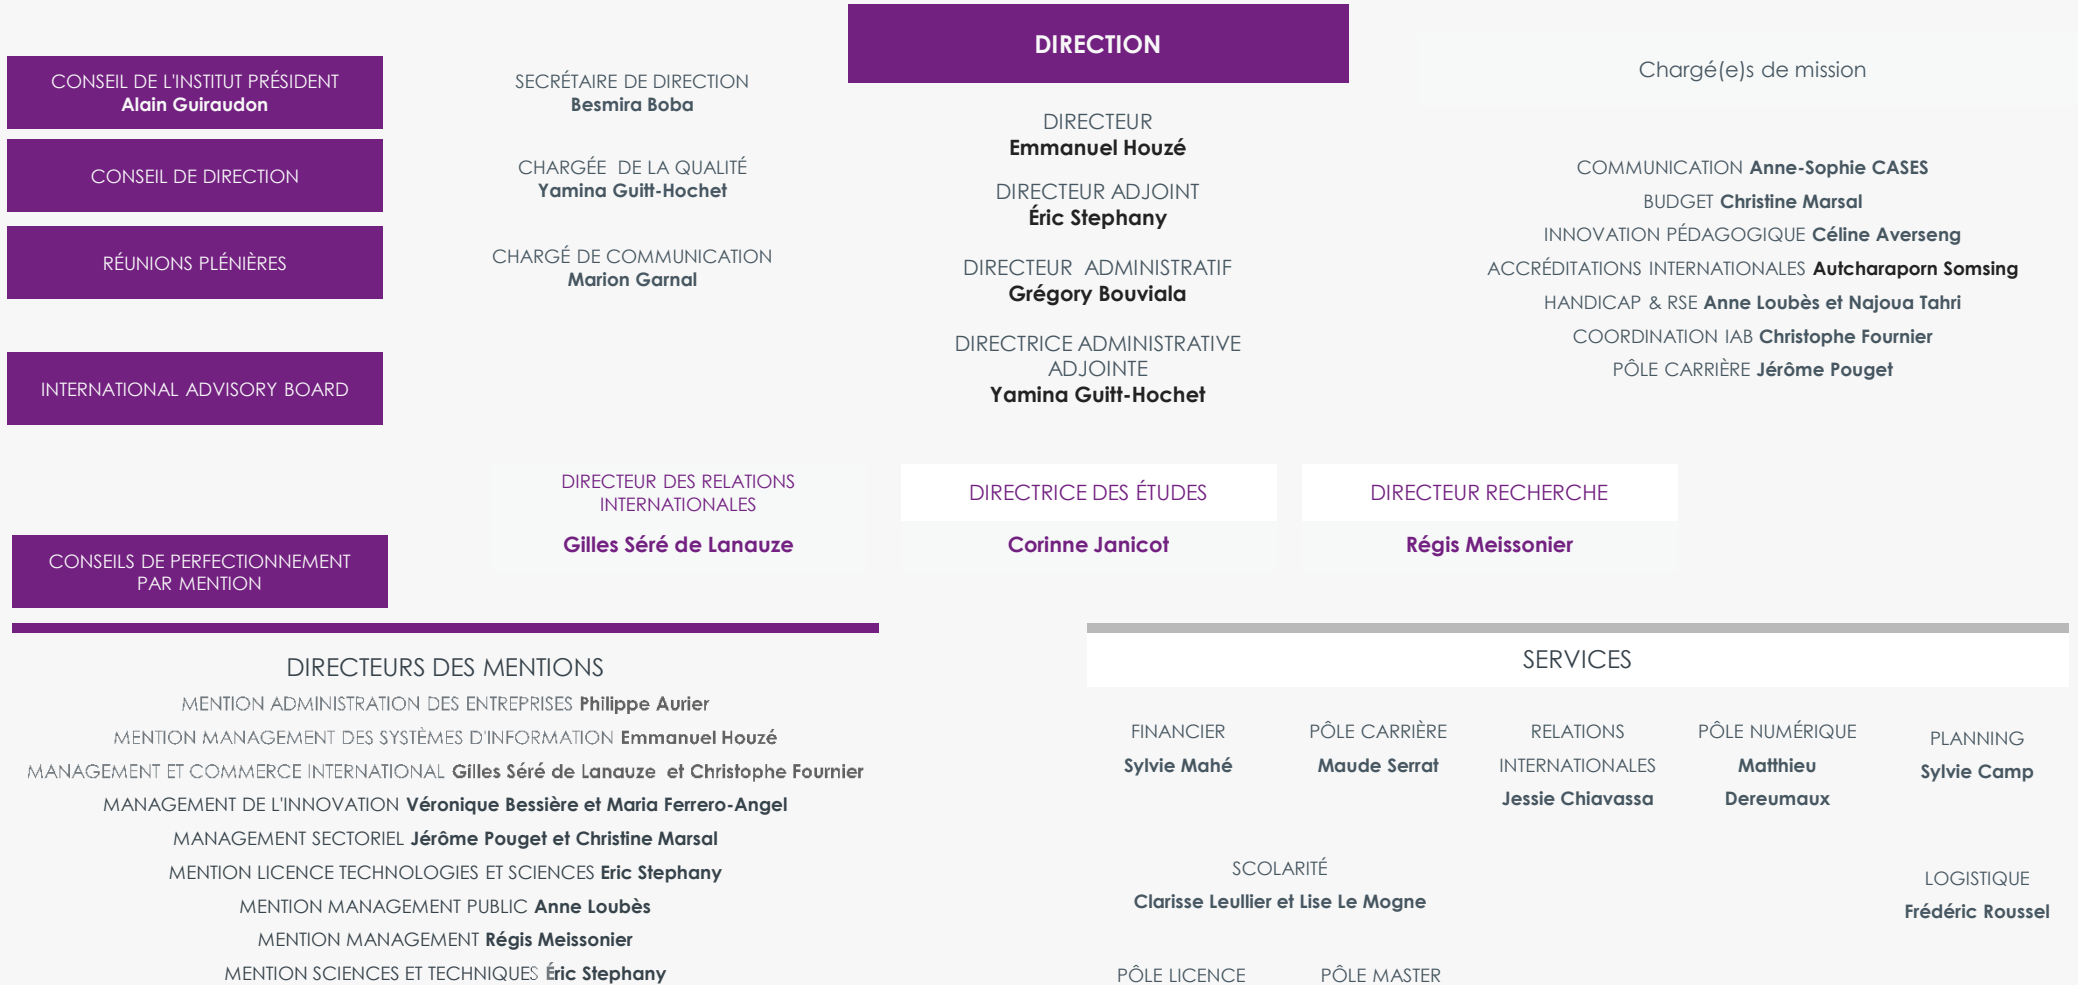 DIRECTION
CONSEIL DE L'INSTITUT PRÉSIDENT
Alain Guiraudon
CONSEIL DE DIRECTION
RÉUNIONS PLÉNIÈRES
INTERNATIONAL ADVISORY BOARD
SECRÉTAIRE DE DIRECTION
Besmira Boba
CHARGÉE DE LA QUALITÉ
Yamina Guitt-Hochet
CHARGÉ DE COMMUNICATION
Marion Garnal
DIRECTEUR
Emmanuel Houzé
DIRECTEUR ADJOINT
Éric Stephany
DIRECTEUR ADMINISTRATIF
Grégory Bouviala
DIRECTRICE ADMINISTRATIVE
ADJOINTE
Yamina Guitt-Hochet
Chargé(e)s de mission
COMMUNICATION Anne-Sophie CASES
BUDGET Christine Marsal
INNOVATION PÉDAGOGIQUE Céline Averseng
ACCRÉDITATIONS INTERNATIONALES Autcharaporn Somsing
HANDICAP & RSE Anne Loubès et Najoua Tahri
COORDINATION IAB Christophe Fournier
PÔLE CARRIÈRE Jérôme Pouget
DIRECTEUR DES RELATIONS
INTERNATIONALES
Gilles Séré de Lanauze
DIRECTRICE DES ÉTUDES
Corinne Janicot
DIRECTEUR RECHERCHE
Régis Meissonier
CONSEILS DE PERFECTIONNEMENT
PAR MENTION
DIRECTEURS DES MENTIONS
MENTION ADMINISTRATION DES ENTREPRISES Philippe Aurier
MENTION MANAGEMENT DES SYSTÈMES D'INFORMATION Emmanuel Houzé
MANAGEMENT ET COMMERCE INTERNATIONAL Gilles Séré de Lanauze et Christophe Fournier
MANAGEMENT DE L'INNOVATION Véronique Bessière et Maria Ferrero-Angel
MANAGEMENT SECTORIEL Jérôme Pouget et Christine Marsal
MENTION LICENCE TECHNOLOGIES ET SCIENCES Eric Stephany
MENTION MANAGEMENT PUBLIC Anne Loubès
MENTION MANAGEMENT Régis Meissonier
MENTION SCIENCES ET TECHNIQUES Éric Stephany
SERVICES
FINANCIER
Sylvie Mahé
PÔLE CARRIÈRE
Maude Serrat
RELATIONS
INTERNATIONALES
Jessie Chiavassa
PÔLE NUMÉRIQUE
Matthieu
Dereumaux
PLANNING
Sylvie Camp
SCOLARITÉ
Clarisse Leullier et Lise Le Mogne
LOGISTIQUE
Frédéric Roussel
PÔLE LICENCE
PÔLE MASTER